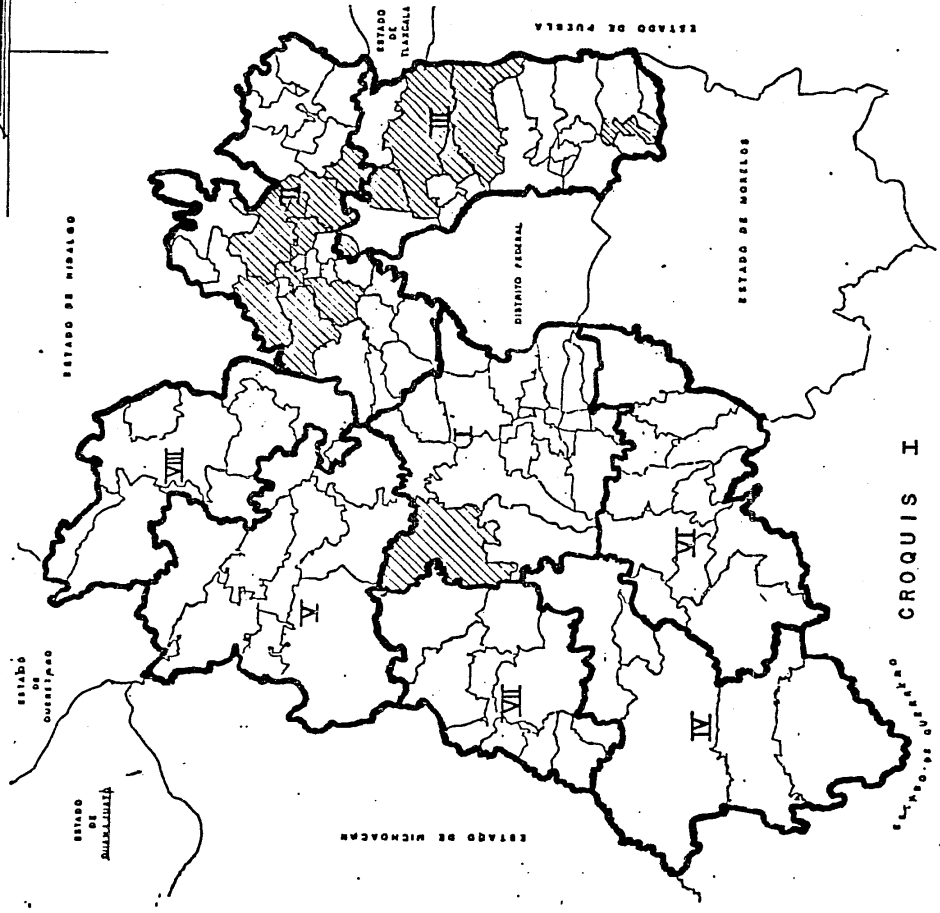 ESTADO
DE
TLAXCALA
ESTADO DE PUEBLA
ESTADO DE HIDALGO
III
II
ESTADO DE MORELOS
DISTRITO FEDERAL
VIII
I
V
VI
VII
IV
ESTADO
DE
QUERETARO
ESTADO
DE
GUANAJUATO
ESTADO DE MICHOACAN
ESTADO DE GUERRERO
CROQUIS I